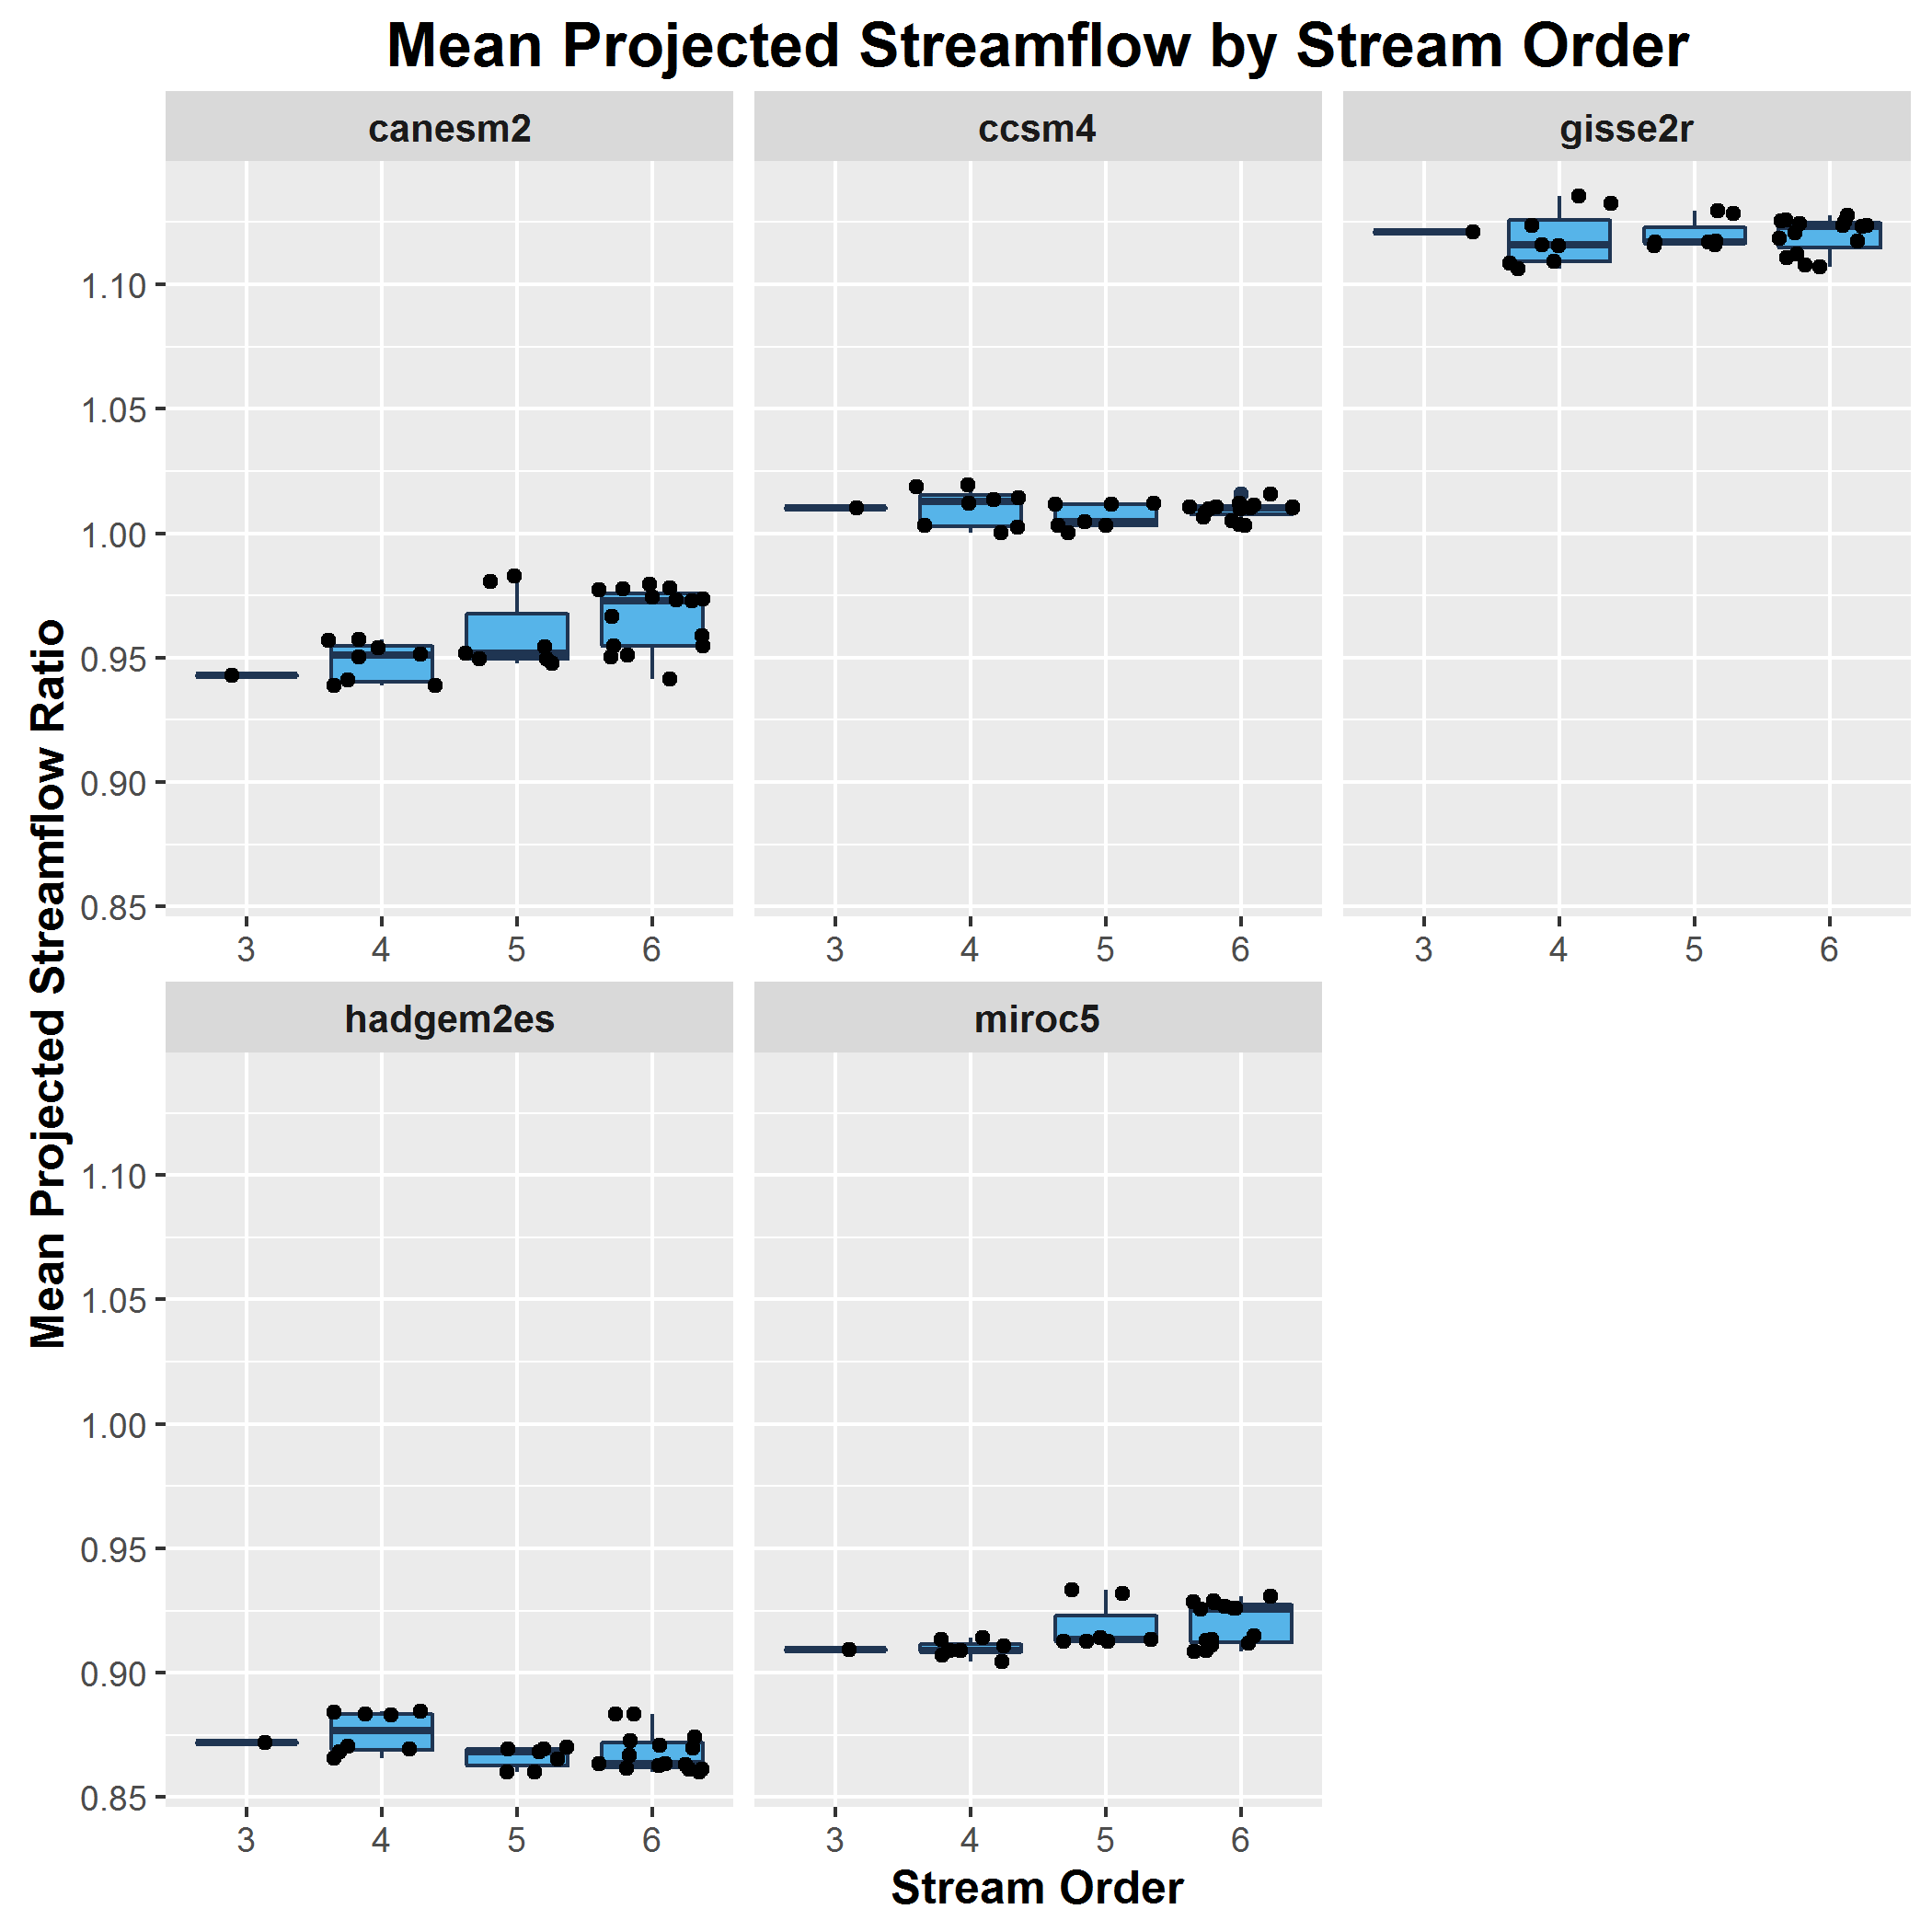 Mean Projected Streamflow by Stream Order
canesm2 ccsm4 gisse2r
Mean Projected Streamflow Ratio
1.10
1.05
1.00
0.95
0.90
0.85
3 4 5 6 3 4 5 6 3 4 5 6
hadgem2es miroc5
1.10
1.05
1.00
0.95
0.90
0.85
3 4 5 6 3 4 5 6
Stream Order